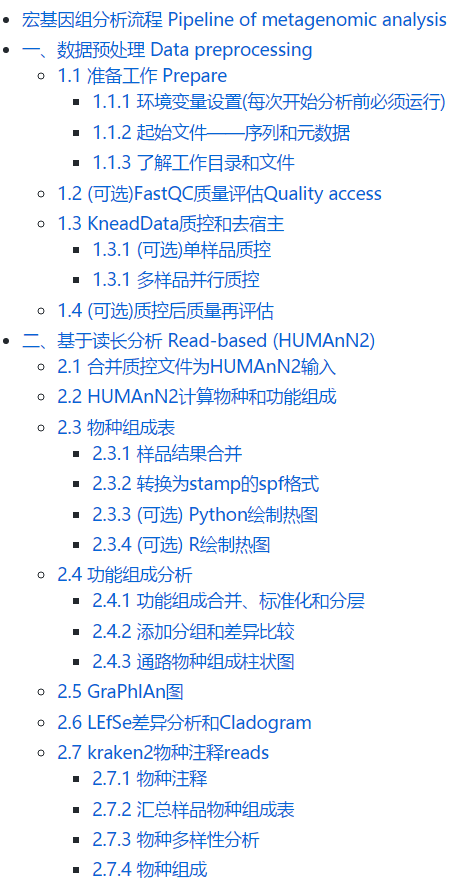 宏基因组分析流程 Pipeline of metagenomic analysis
一、数据预处理 Data preprocessing
1.1 准备工作 Prepare
1.1.1 环境变量设置(每次开始分析前必须运行)
1.1.2 起始文件——序列和元数据
1.1.3 了解工作目录和文件
1.2 (可选)FastQC质量评估Quality access
1.3 KneadData质控和去宿主
1.3.1 (可选)单样品质控
1.3.1 多样品并行质控
1.4 (可选)质控后质量再评估
二、基于读长分析 Read-based (HUMAnN2)
2.1 合并质控文件为HUMAnN2输入
2.2 HUMAnN2计算物种和功能组成
2.3 物种组成表
2.3.1 样品结果合并
2.3.2 转换为stamp的spf格式
2.3.3 (可选) Python绘制热图
2.3.4 (可选) R绘制热图
2.4 功能组成分析
2.4.1 功能组成合并、标准化和分层
2.4.2 添加分组和差异比较
2.4.3 通路物种组成柱状图
2.5 GraPhlAn图
2.6 LEfSe差异分析和Cladogram
2.7 kraken2物种注释reads
2.7.1 物种注释
2.7.2 汇总样品物种组成表
2.7.3 物种多样性分析
2.7.4 物种组成